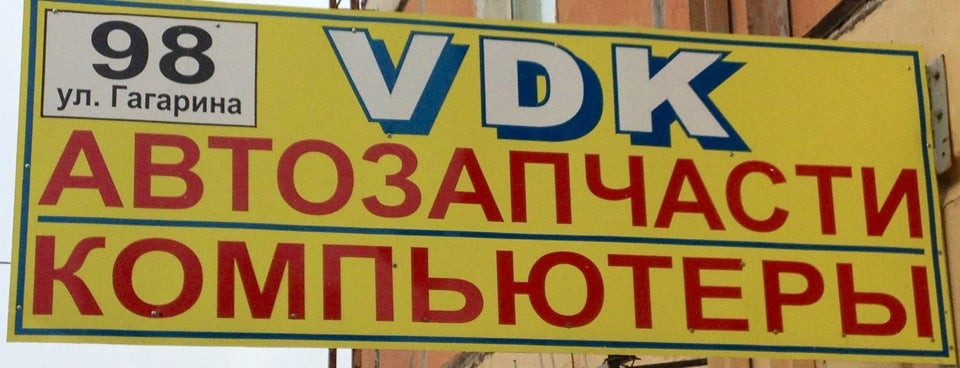 98
ул. Гагарина
VDK
АВТОЗАПЧАСТИ
КОМПЬЮТЕРЫ